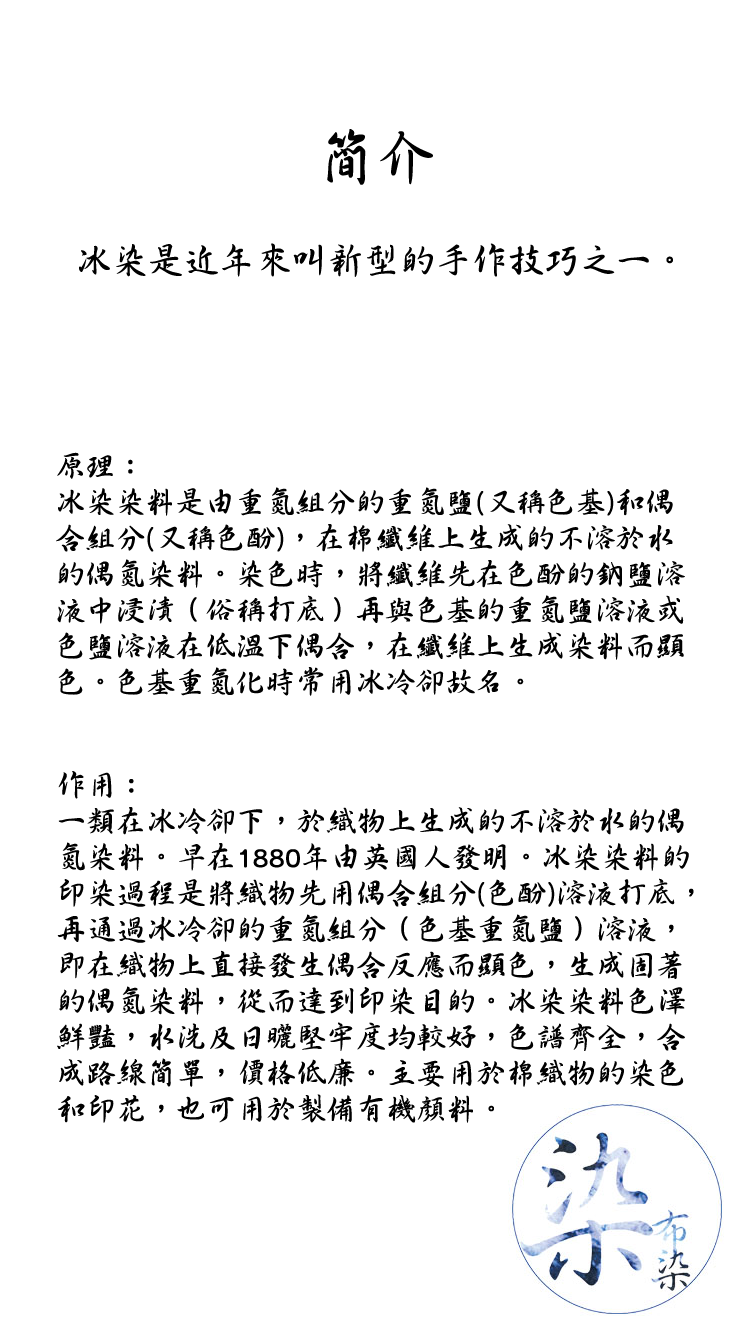 簡介
冰染是近年來叫新型的手作技巧之一。
原理：
冰染染料是由重氮組分的重氮鹽(又稱色基)和偶
合組分(又稱色酚)，在棉纖維上生成的不溶於水
的偶氮染料。染色時，將纖維先在色酚的鈉鹽溶
液中浸漬（俗稱打底）再與色基的重氮鹽溶液或
色鹽溶液在低溫下偶合，在纖維上生成染料而顯
色。色基重氮化時常用冰冷卻故名。
作用：
一類在冰冷卻下，於織物上生成的不溶於水的偶
氮染料。早在1880年由英國人發明。冰染染料的
印染過程是將織物先用偶合組分(色酚)溶液打底，
再通過冰冷卻的重氮組分（色基重氮鹽）溶液，
即在織物上直接發生偶合反應而顯色，生成固著
的偶氮染料，從而達到印染目的。冰染染料色澤
鮮豔，水洗及日曬堅牢度均較好，色譜齊全，合
成路線簡單，價格低廉。主要用於棉織物的染色
和印花，也可用於製備有機顏料。
染
布染